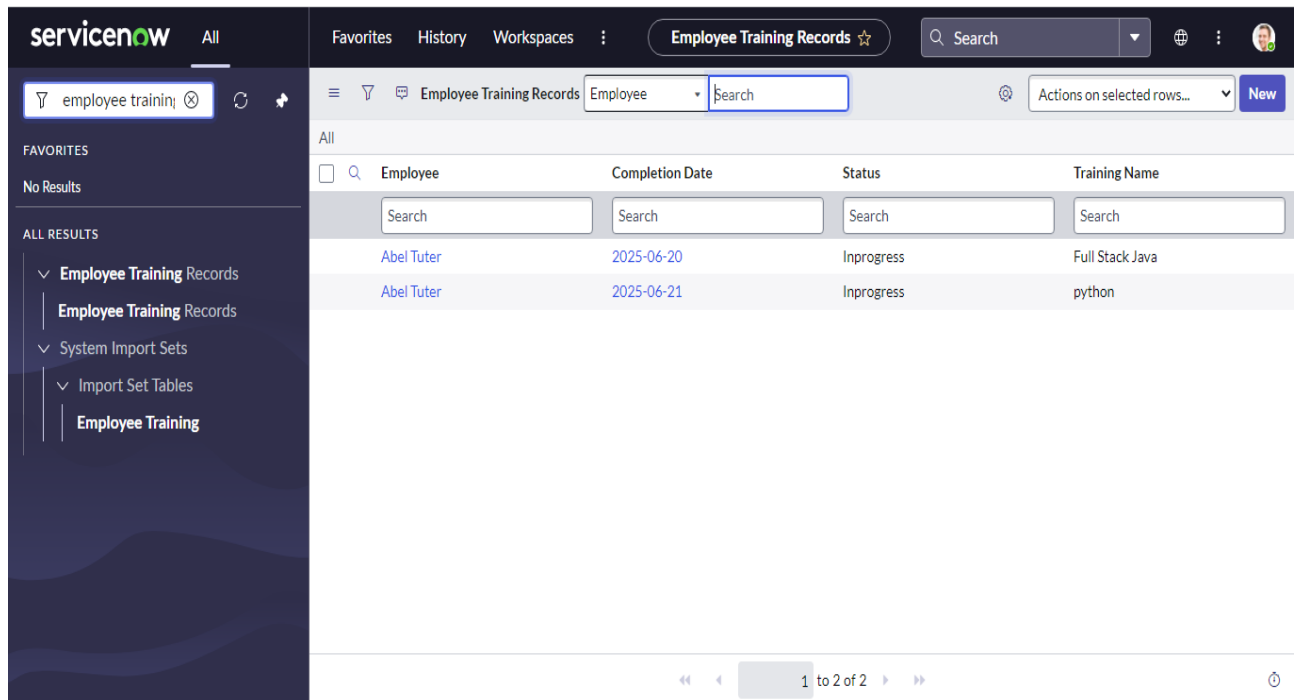 servicenow All Favorites History Workspaces Employee Training Records Search
employee training
Employee Training Records Employee Search Actions on selected rows... New
FAVORITES
No Results
ALL RESULTS
Employee Training Records
Employee Training Records
System Import Sets
Import Set Tables
Employee Training
All
Employee Completion Date Status Training Name
Search Search Search Search
Abel Tuter 2025-06-20 Inprogress Full Stack Java
Abel Tuter 2025-06-21 Inprogress python
1 to 2 of 2